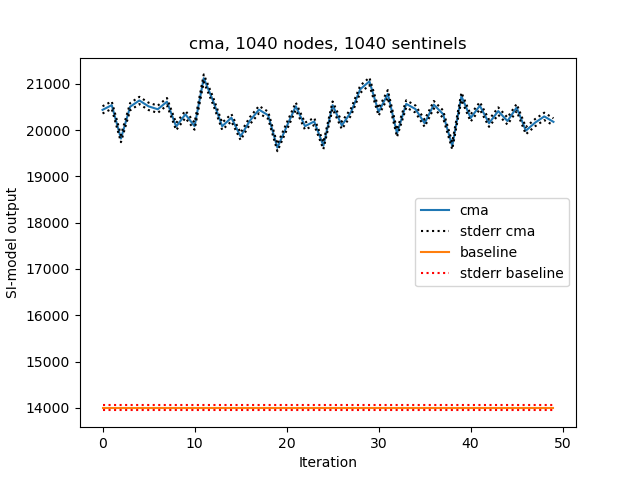 cma, 1040 nodes, 1040 sentinels
21000
20000
19000
18000
17000
16000
15000
14000
SI-model output
cma
stderr cma
baseline
stderr baseline
0 10 20 30 40 50
Iteration